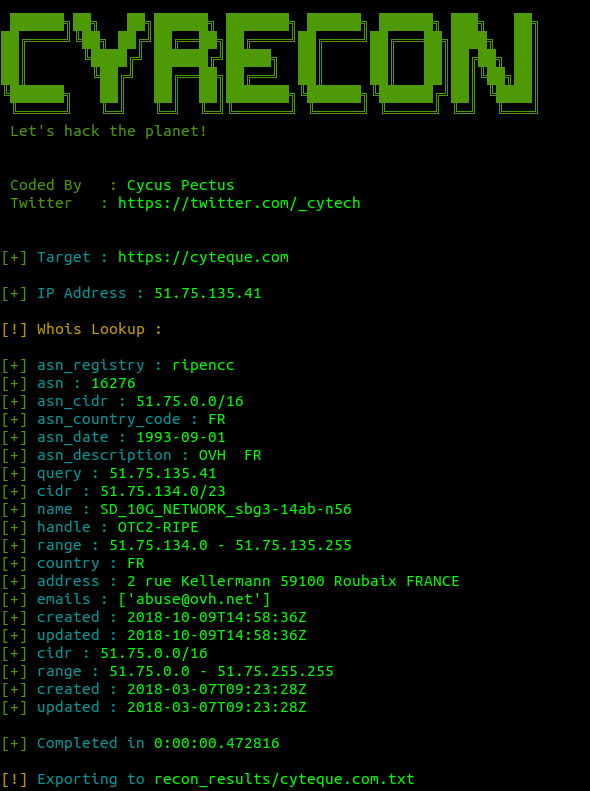 CYRECON
Let's hack the planet!
Coded By : Cycus Pectus
Twitter : https://twitter.com/_cytech
[+] Target : https://cyteque.com
[+] IP Address : 51.75.135.41
[!] Whois Lookup :
[+] asn_registry : ripencc
[+] asn : 16276
[+] asn_cidr : 51.75.0.0/16
[+] asn_country_code : FR
[+] asn_date : 1993-09-01
[+] asn_description : OVH  FR
[+] query : 51.75.135.41
[+] cidr : 51.75.134.0/23
[+] name : SD_10G_NETWORK_sbg3-14ab-n56
[+] handle : OTC2-RIPE
[+] range : 51.75.134.0 - 51.75.135.255
[+] country : FR
[+] address : 2 rue Kellermann 59100 Roubaix FRANCE
[+] emails : ['abuse@ovh.net']
[+] created : 2018-10-09T14:58:36Z
[+] updated : 2018-10-09T14:58:36Z
[+] cidr : 51.75.0.0/16
[+] range : 51.75.0.0 - 51.75.255.255
[+] created : 2018-03-07T09:23:28Z
[+] updated : 2018-03-07T09:23:28Z
[+] Completed in 0:00:00.472816
[!] Exporting to recon_results/cyteque.com.txt